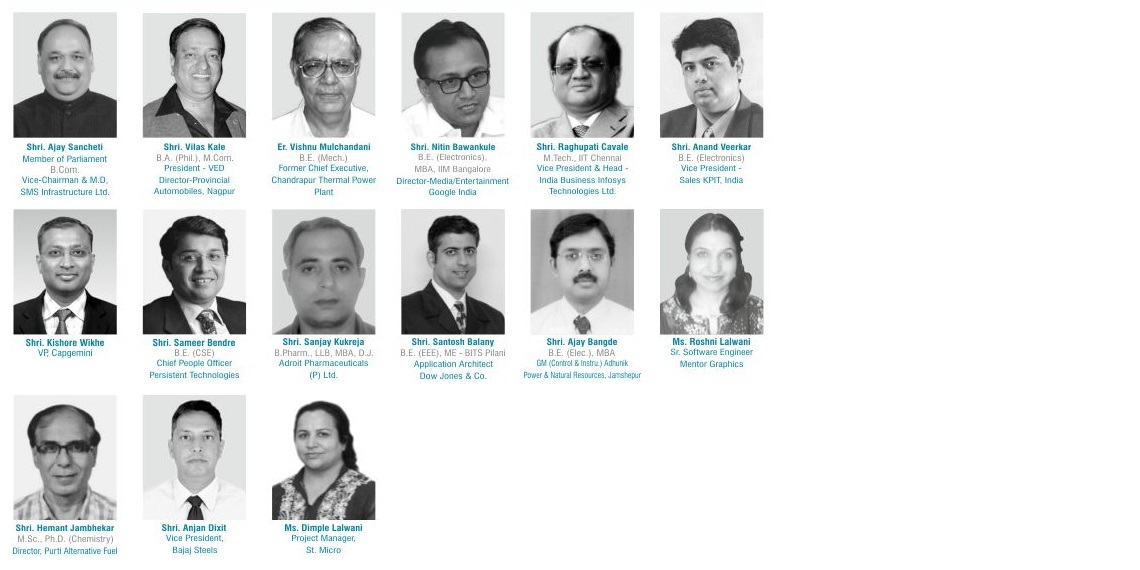 Shri. Ajay Sancheti
Member of Parliament
B.Com.
Vice-Chairman & M.D,
SMS Infrastructure Ltd.
Shri. Vilas Kale
B.A. (Phil.), M.Com.
President - VED
Director-Provincial
Automobiles, Nagpur
Er. Vishnu Mulchandani
B.E. (Mech.)
Former Chief Executive,
Chandrapur Thermal Power
Plant
Shri. Nitin Bawankule
B.E. (Electronics),
MBA, IIM Bangalore
Director-Media/Entertainment
Google India
Shri. Raghupati Cavale
M.Tech., IIT Chennai
Vice President & Head -
India Business Infosys
Technologies Ltd.
Shri. Anand Veerkar
B.E. (Electronics)
Vice President -
Sales KPIT, India
Shri. Kishore Wikhe
VP, Capgemini
Shri. Sameer Bendre
B.E. (CSE)
Chief People Officer
Persistent Technologies
Shri. Sanjay Kukreja
B.Pharm., LLB, MBA, D.J.
Adroit Pharmaceuticals
(P) Ltd.
Shri. Santosh Balany
B.E. (EEE), ME - BITS Pilani
Application Architect
Dow Jones & Co.
Shri. Ajay Bangde
B.E. (Elec.), MBA
GM (Control & Instru.) Adhunik
Power & Natural Resources, Jamshepur
Ms. Roshni Lalwani
Sr. Software Engineer
Mentor Graphics
Shri. Hemant Jambhekar
M.Sc., Ph.D. (Chemistry)
Director, Purti Alternative Fuel
Shri. Anjan Dixit
Vice President,
Bajaj Steels
Ms. Dimple Lalwani
Project Manager,
St. Micro